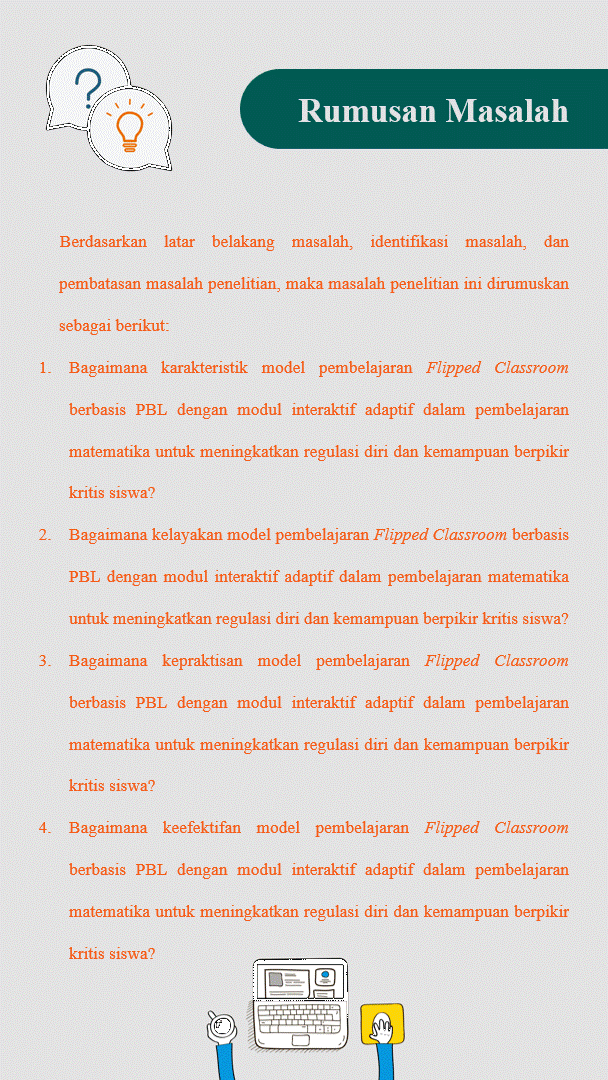 Rumusan Masalah
Berdasarkan latar belakang masalah, identifikasi masalah, dan
pembatasan masalah penelitian, maka masalah penelitian ini dirumuskan
sebagai berikut:
1. Bagaimana karakteristik model pembelajaran Flipped Classroom
berbasis PBL dengan modul interaktif adaptif dalam pembelajaran
matematika untuk meningkatkan regulasi diri dan kemampuan berpikir
kritis siswa?
2. Bagaimana kelayakan model pembelajaran Flipped Classroom berbasis
PBL dengan modul interaktif adaptif dalam pembelajaran matematika
untuk meningkatkan regulasi diri dan kemampuan berpikir kritis siswa?
3. Bagaimana kepraktisan model pembelajaran Flipped Classroom
berbasis PBL dengan modul interaktif adaptif dalam pembelajaran
matematika untuk meningkatkan regulasi diri dan kemampuan berpikir
kritis siswa?
4. Bagaimana keefektifan model pembelajaran Flipped Classroom
berbasis PBL dengan modul interaktif adaptif dalam pembelajaran
matematika untuk meningkatkan regulasi diri dan kemampuan berpikir
kritis siswa?